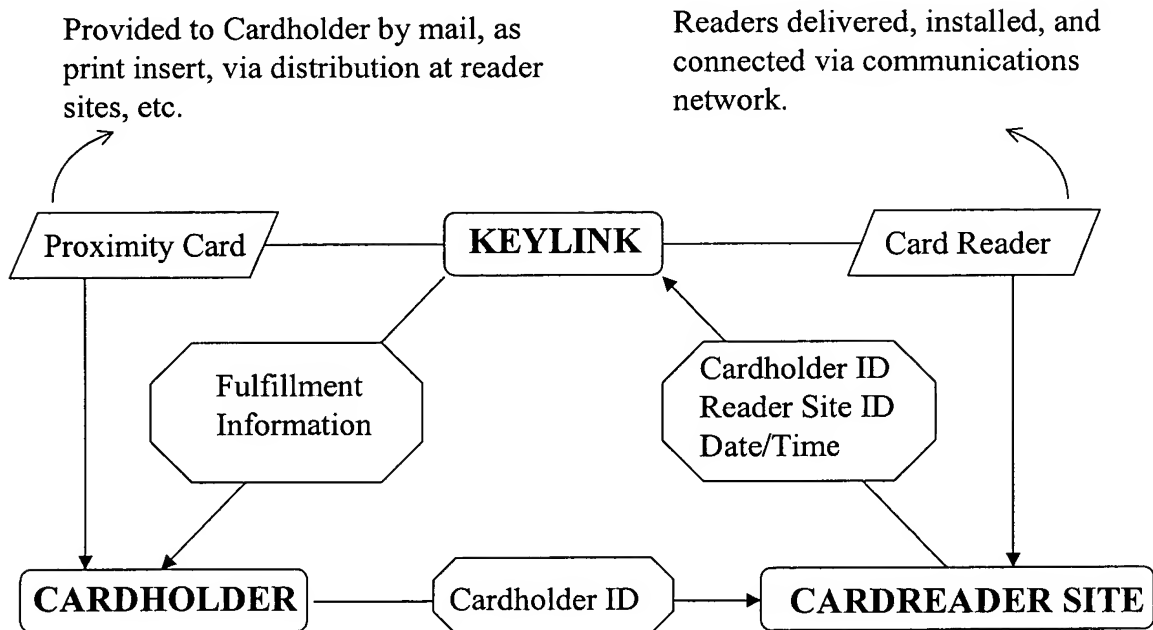 Provided to Cardholder by mail, as
print insert, via distribution at reader
sites, etc.
Readers delivered, installed, and
connected via communications
network.
Proximity Card
KEYLINK
Card Reader
Fulfillment
Information
Cardholder ID
Reader Site ID
Date/Time
CARDHOLDER
Cardholder ID
CARDREADER SITE